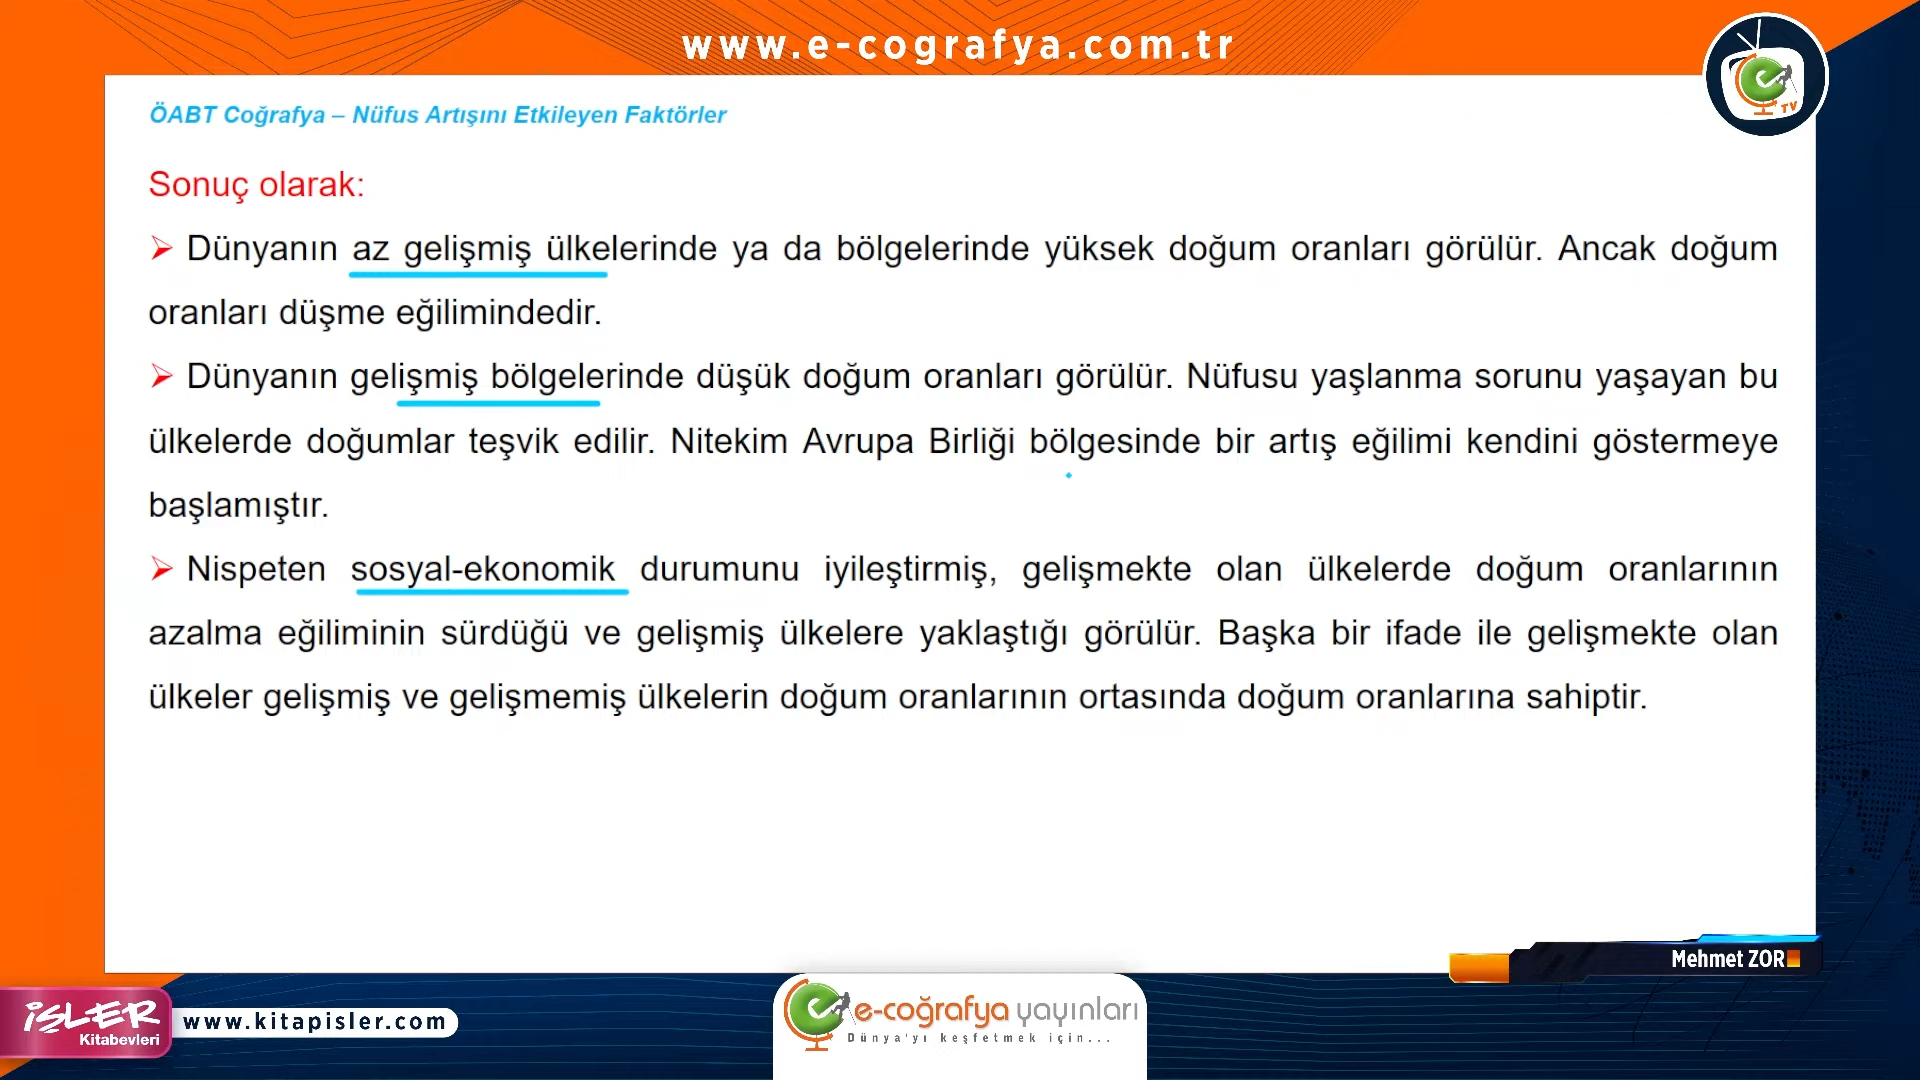 www.e-cografya.com.tr
TV
ÖABT Coğrafya – Nüfus Artışını Etkileyen Faktörler
Sonuç olarak:
➢ Dünyanın az gelişmiş ülkelerinde ya da bölgelerinde yüksek doğum oranları görülür. Ancak doğum
oranları düşme eğilimindedir.
➢ Dünyanın gelişmiş bölgelerinde düşük doğum oranları görülür. Nüfusu yaşlanma sorunu yaşayan bu
ülkelerde doğumlar teşvik edilir. Nitekim Avrupa Birliği bölgesinde bir artış eğilimi kendini göstermeye
başlamıştır.
➢ Nispeten sosyal-ekonomik durumunu iyileştirmiş, gelişmekte olan ülkelerde doğum oranlarının
azalma eğiliminin sürdüğü ve gelişmiş ülkelere yaklaştığı görülür. Başka bir ifade ile gelişmekte olan
ülkeler gelişmiş ve gelişmemiş ülkelerin doğum oranlarının ortasında doğum oranlarına sahiptir.
Mehmet ZOR
İŞLER
Kitabevleri
www.kitapisler.com
e-coğrafya yayınları
Dünya'yı keşfetmek için...